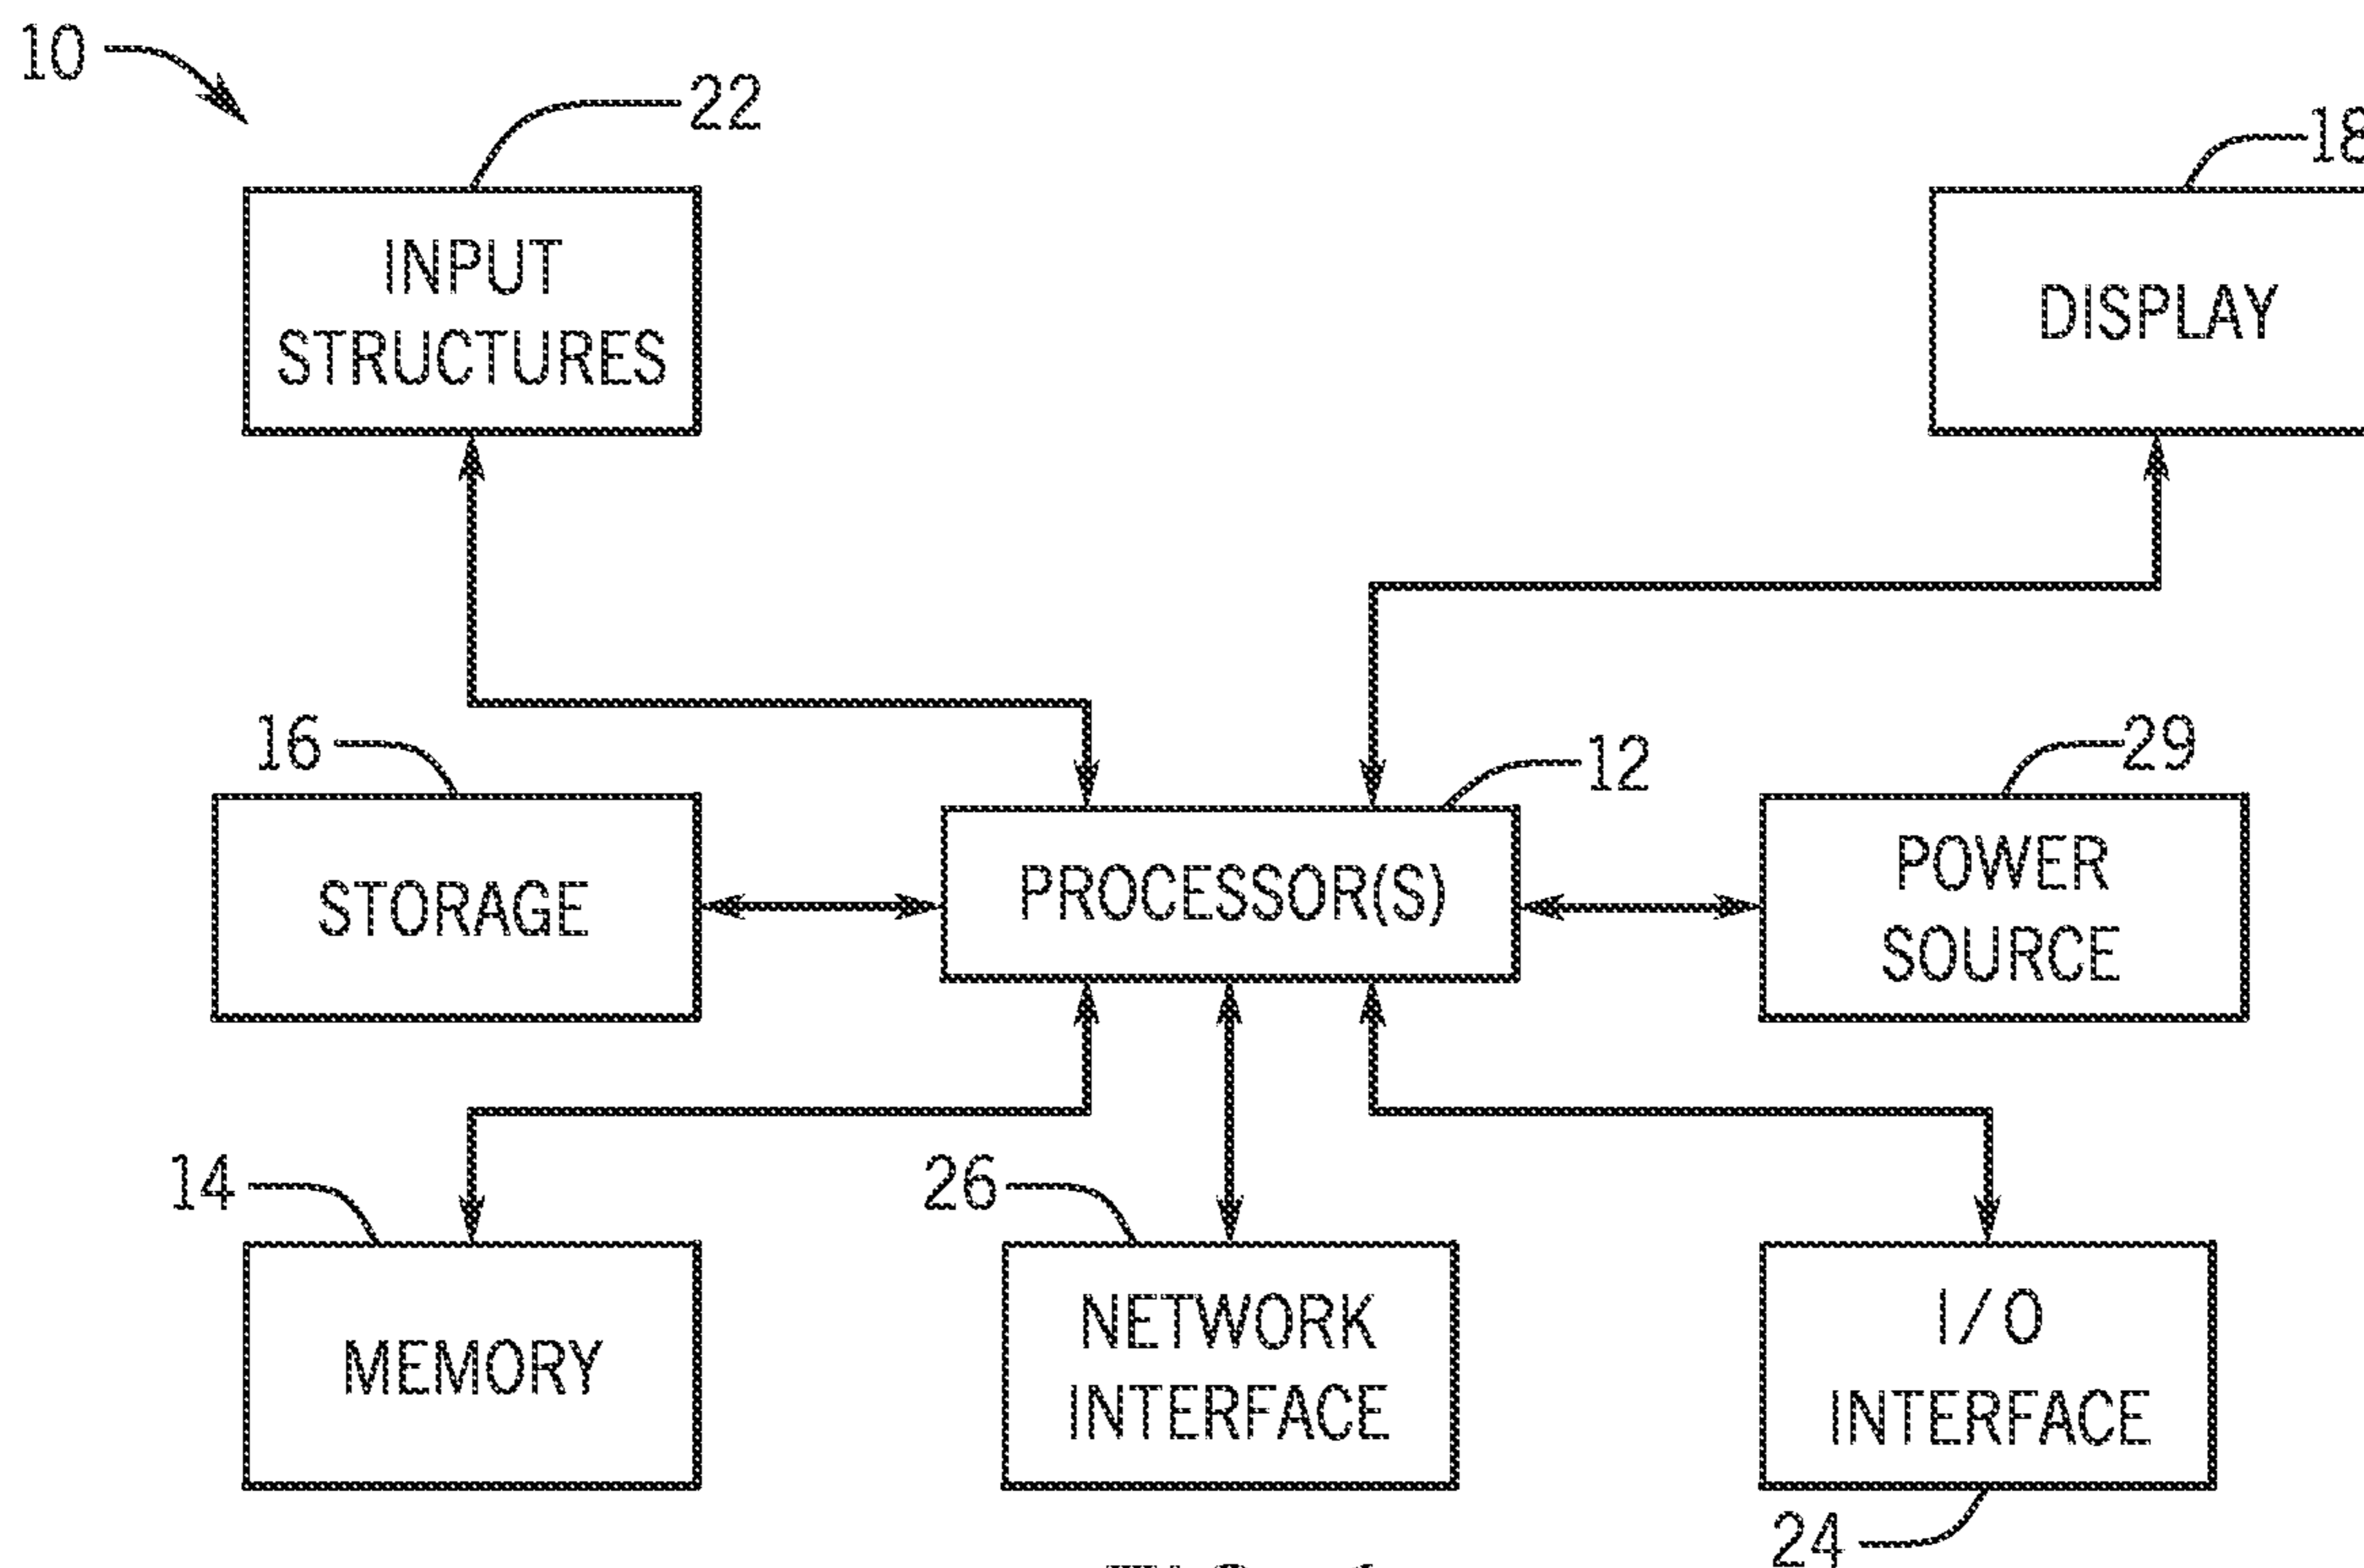 10
22
18
INPUT
STRUCTURES
DISPLAY
16
12
29
STORAGE
PROCESSOR(S)
POWER
SOURCE
14
26
MEMORY
NETWORK
INTERFACE
I/O
INTERFACE
24